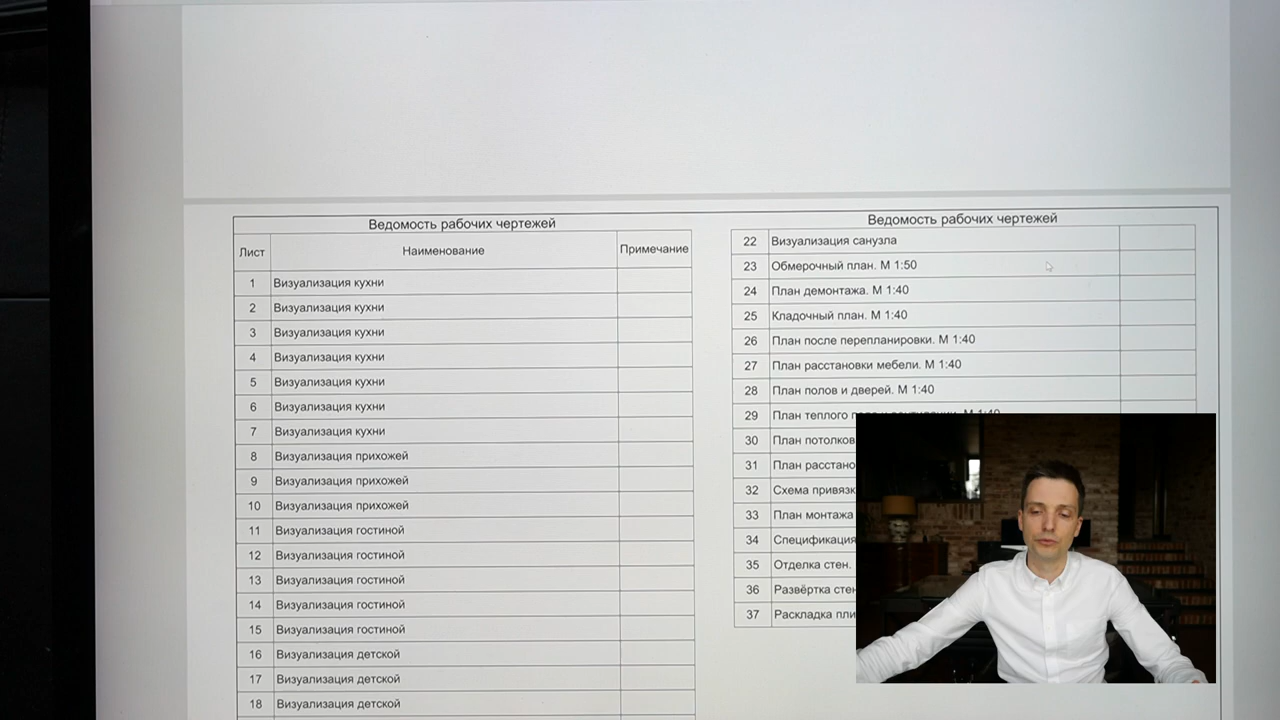 Ведомость рабочих чертежей
Лист Наименование Примечание
1 Визуализация кухни
2 Визуализация кухни
3 Визуализация кухни
4 Визуализация кухни
5 Визуализация кухни
6 Визуализация кухни
7 Визуализация кухни
8 Визуализация прихожей
9 Визуализация прихожей
10 Визуализация прихожей
11 Визуализация гостиной
12 Визуализация гостиной
13 Визуализация гостиной
14 Визуализация гостиной
15 Визуализация гостиной
16 Визуализация детской
17 Визуализация детской
18 Визуализация детской
Ведомость рабочих чертежей
22 Визуализация санузла
23 Обмерочный план. М 1:50
24 План демонтажа. М 1:40
25 Кладочный план. М 1:40
26 План после перепланировки. М 1:40
27 План расстановки мебели. М 1:40
28 План полов и дверей. М 1:40
29 План теплого
30 План потолков
31 План
32 Схема
33 План монтажа
34 Спецификация
35 Отделка стен.
36 Развёртка
37 Раскладка